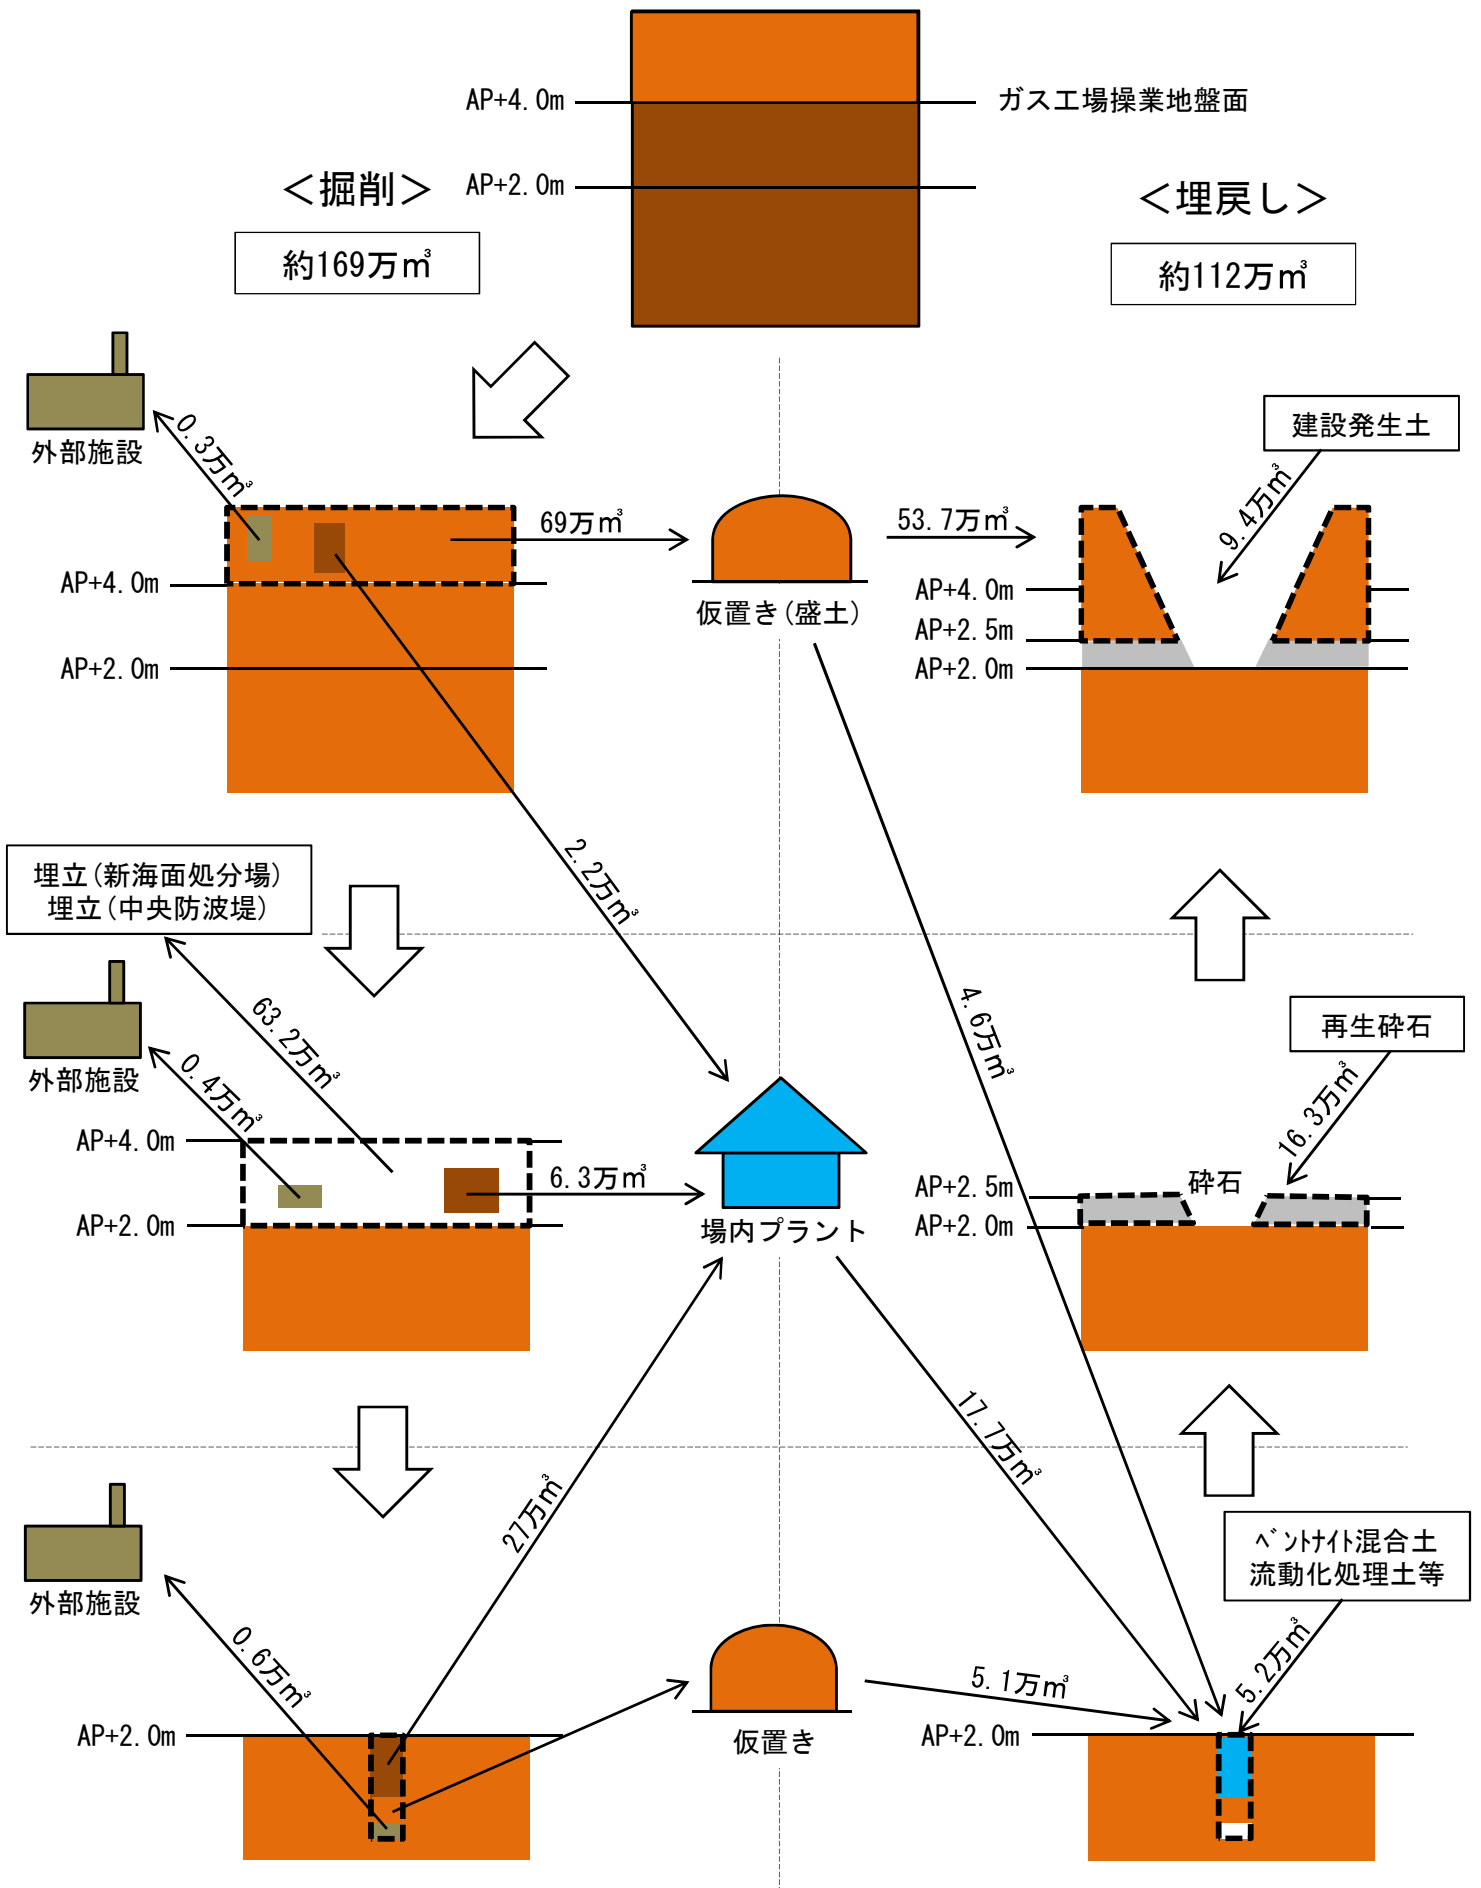 AP+4.0m
ガス工場操業地盤面
AP+2.0m
＜掘削＞
＜埋戻し＞
約169万㎥
約112万㎥
外部施設
0.3万㎥
69万㎥
53.7万㎥
建設発生土
9.4万㎥
AP+4.0m
AP+2.0m
仮置き(盛土)
AP+4.0m
AP+2.5m
AP+2.0m
2.2万㎥
4.6万㎥
埋立(新海面処分場)
埋立(中央防波堤)
63.2万㎥
外部施設
0.4万㎥
AP+4.0m
AP+2.0m
6.3万㎥
場内プラント
再生砕石
16.3万㎥
砕石
AP+2.5m
AP+2.0m
27万㎥
17.7万㎥
外部施設
0.6万㎥
ﾍﾞﾝﾄﾅｲﾄ混合土
流動化処理土等
5.2万㎥
5.1万㎥
AP+2.0m
仮置き
AP+2.0m